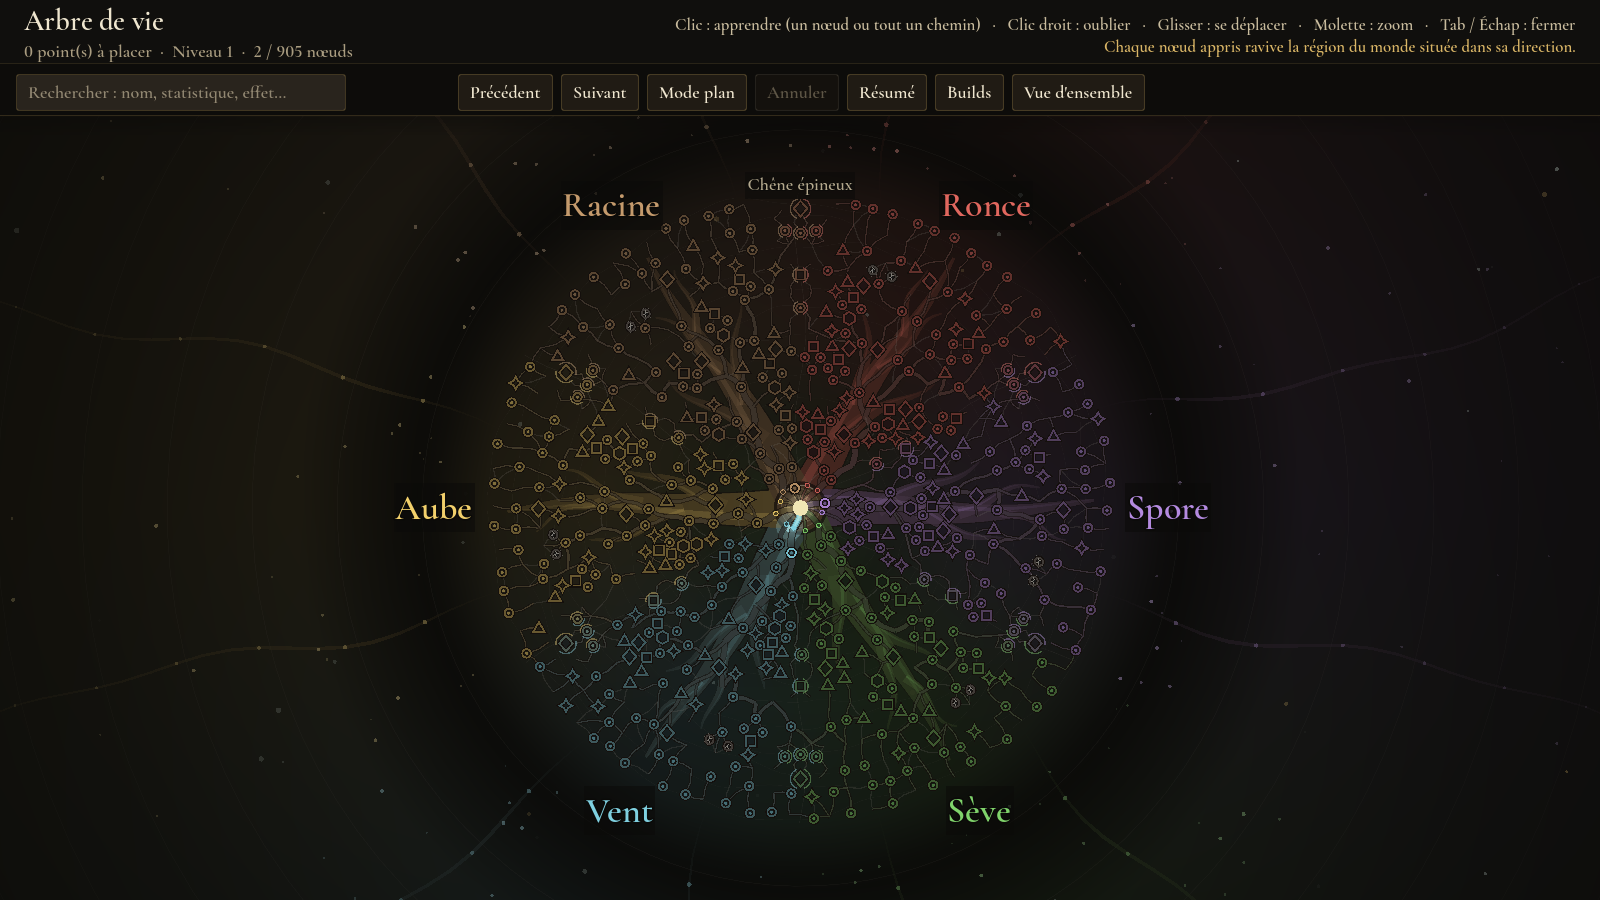 Arbre de vie
0 point(s) à placer · Niveau 1 · 2 / 905 nœuds
Clic : apprendre (un nœud ou tout un chemin) · Clic droit : oublier · Glisser : se déplacer · Molette : zoom · Tab / Échap : fermer
Chaque nœud appris ravive la région du monde située dans sa direction.
Rechercher : nom, statistique, effet...
Précédent
Suivant
Mode plan
Annuler
Résumé
Builds
Vue d'ensemble
Chêne épineux
Racine
Ronce
Aube
Spore
Vent
Sève